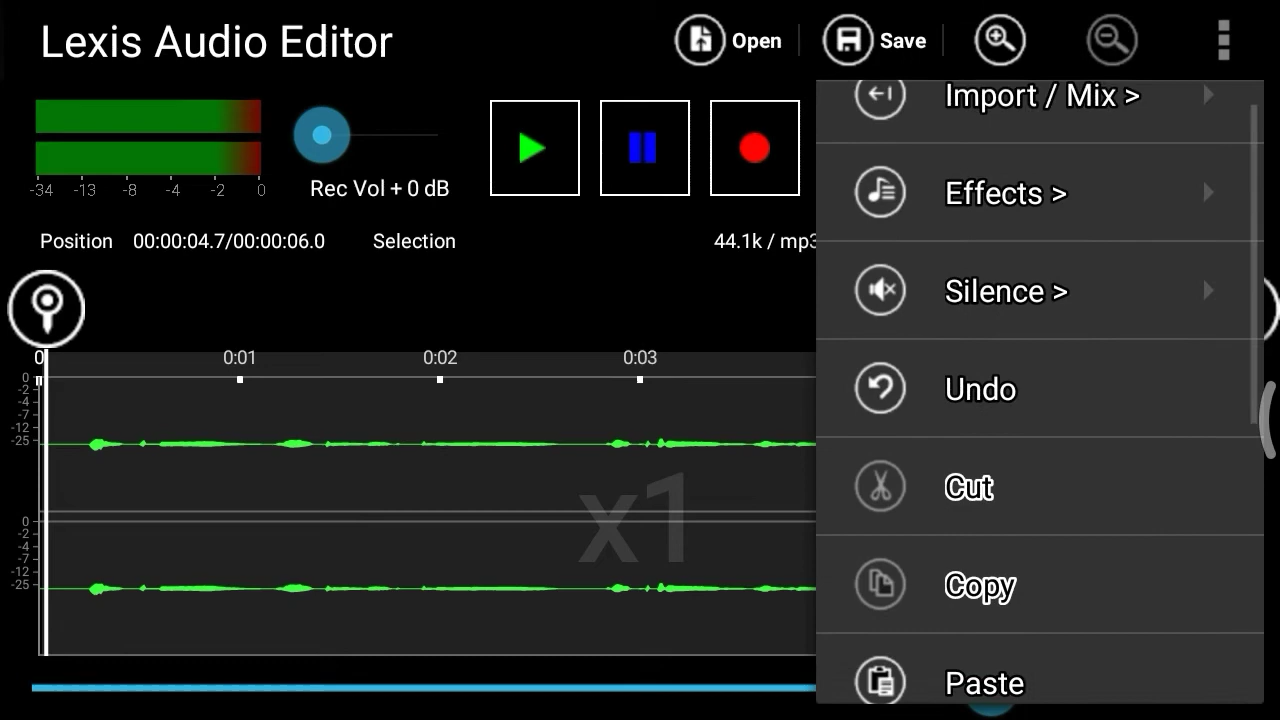 Lexis Audio Editor
Open
Save
Import / Mix >
Effects >
Silence >
Undo
Cut
Copy
Paste
-34 -13 -8 -4 -2 0
Rec Vol + 0 dB
Position 00:00:04.7/00:00:06.0 Selection 44.1k / mp3
0 0:01 0:02 0:03
0
-2
-4
-7
-12
-25
x1
0
-2
-4
-7
-12
-25